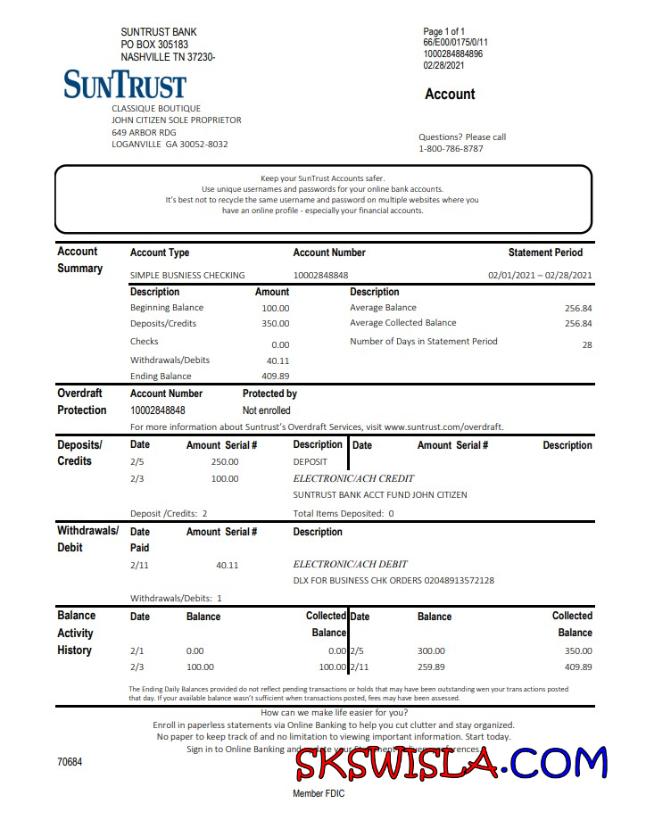 SUNTRUST BANK
PO BOX 305183
NASHVILLE TN 37230-
Page 1 of 1
66/E00/0175/0/11
1000284884896
02/28/2021
SUNTRUST
Account
CLASSIQUE BOUTIQUE
JOHN CITIZEN SOLE PROPRIETOR
649 ARBOR RDG
LOGANVILLE GA 30052-8032
Questions? Please call
1-800-786-8787
Keep your SunTrust Accounts safer.
Use unique usernames and passwords for your online bank accounts.
It's best not to recycle the same username and password on multiple websites where you
have an online profile - especially your financial accounts.
Account Summary
Account Type Account Number Statement Period
SIMPLE BUSNIESS CHECKING 10002848848 02/01/2021 – 02/28/2021
Description Amount Description
Beginning Balance 100.00 Average Balance 256.84
Deposits/Credits 350.00 Average Collected Balance 256.84
Checks 0.00 Number of Days in Statement Period 28
Withdrawals/Debits 40.11
Ending Balance 409.89
Overdraft Protection
Account Number Protected by
10002848848 Not enrolled
For more information about Suntrust's Overdraft Services, visit www.suntrust.com/overdraft.
Deposits/ Credits
Date Amount Serial # Description Date Amount Serial # Description
2/5 250.00 DEPOSIT
2/3 100.00 ELECTRONIC/ACH CREDIT
SUNTRUST BANK ACCT FUND JOHN CITIZEN
Deposit /Credits: 2 Total Items Deposited: 0
Withdrawals/ Debit
Date Paid Amount Serial # Description
2/11 40.11 ELECTRONIC/ACH DEBIT
DLX FOR BUSINESS CHK ORDERS 02048913572128
Withdrawals/Debits: 1
Balance Activity History
Date Balance Collected Balance Date Balance Collected Balance
2/1 0.00 0.00 2/5 300.00 350.00
2/3 100.00 100.00 2/11 259.89 409.89
The Ending Daily Balances provided do not reflect pending transactions or holds that may have been outstanding wen your transactions posted
that day. If your available balance wasn't sufficient when transactions posted, fees may have been assessed.
How can we make life easier for you?
Enroll in paperless statements via Online Banking to help you cut clutter and stay organized.
No paper to keep track of and no limitation to viewing important information. Start today.
Sign in to Online Banking and
SKSWISLA.COM
70684
Member FDIC